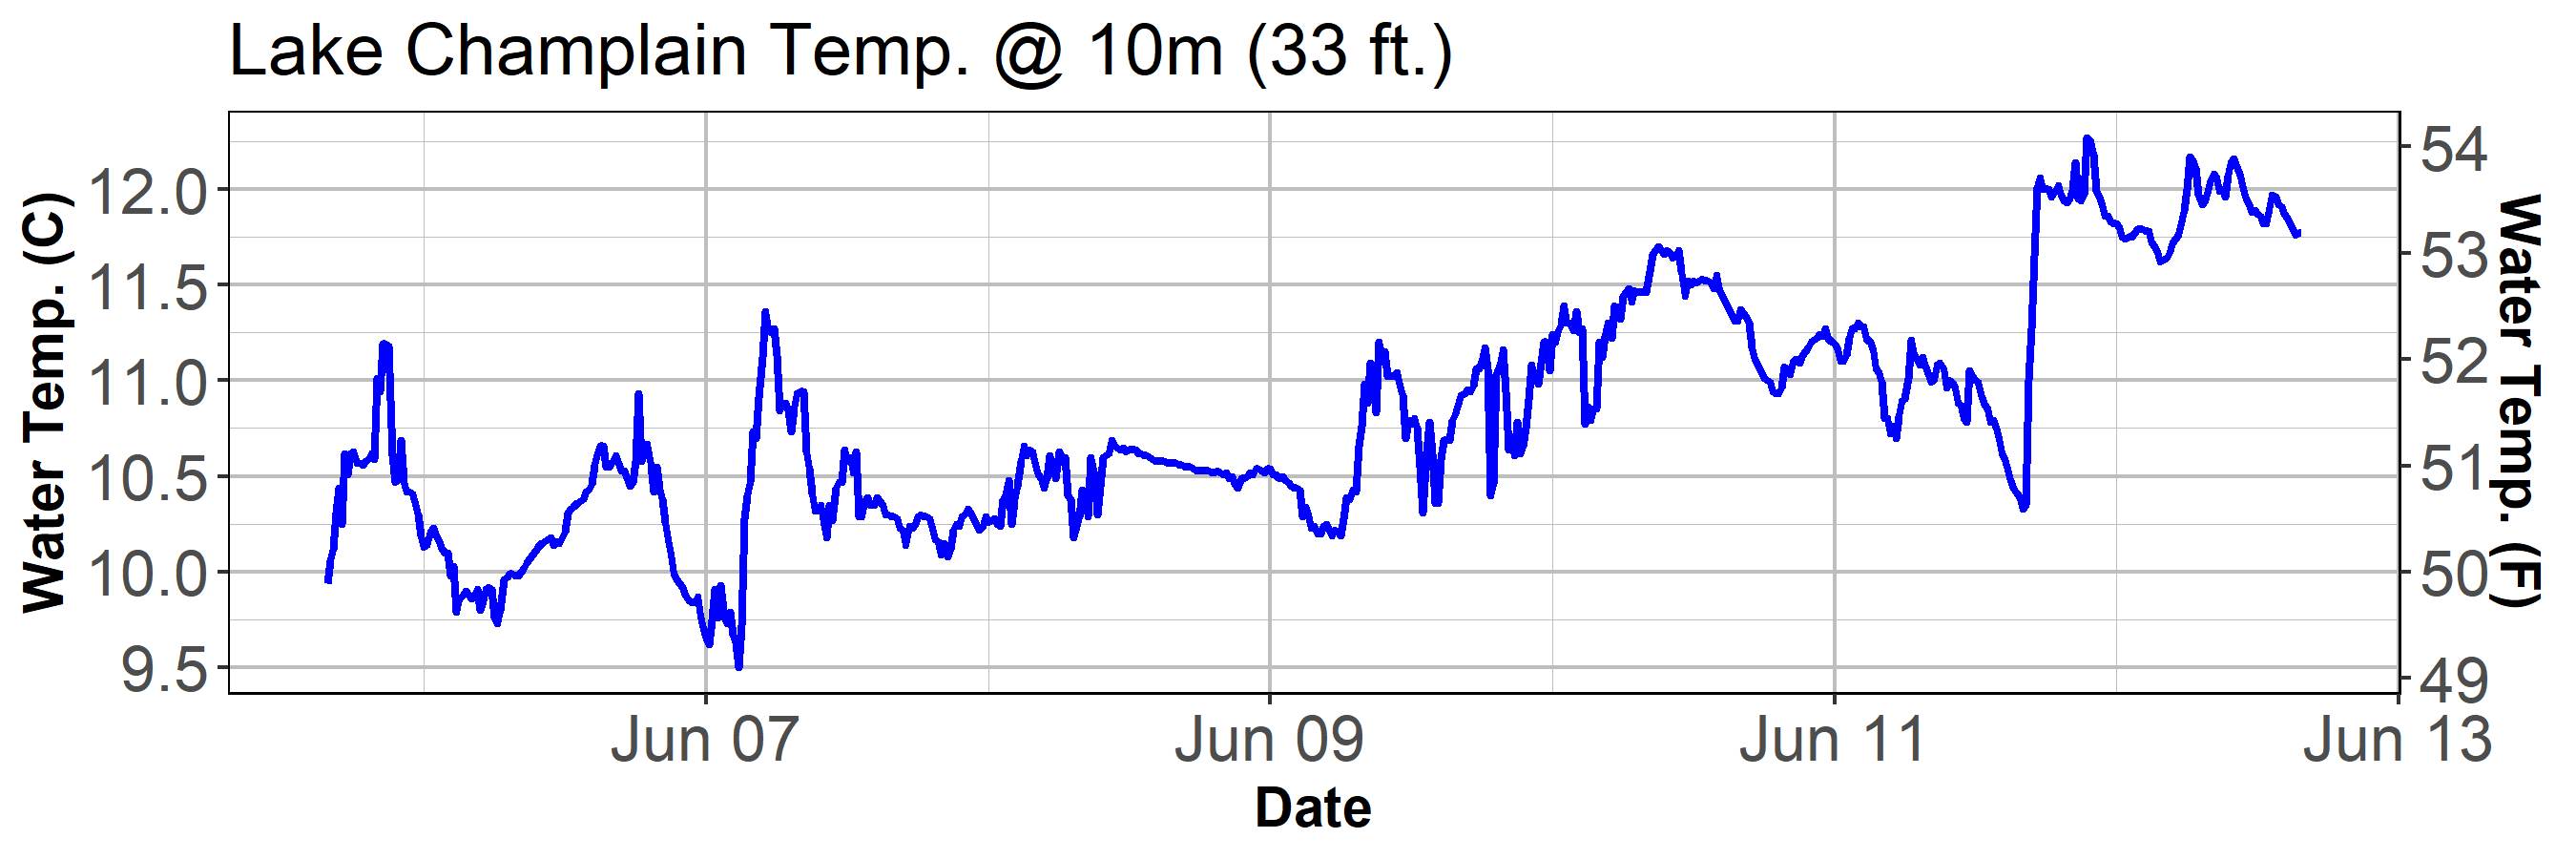 Lake Champlain Temp. @ 10m (33 ft.)
Water Temp. (C)
12.0
11.5
11.0
10.5
10.0
9.5
54
53
52
51
50
49
Water Temp. (F)
Jun 07 Jun 09 Jun 11 Jun 13
Date